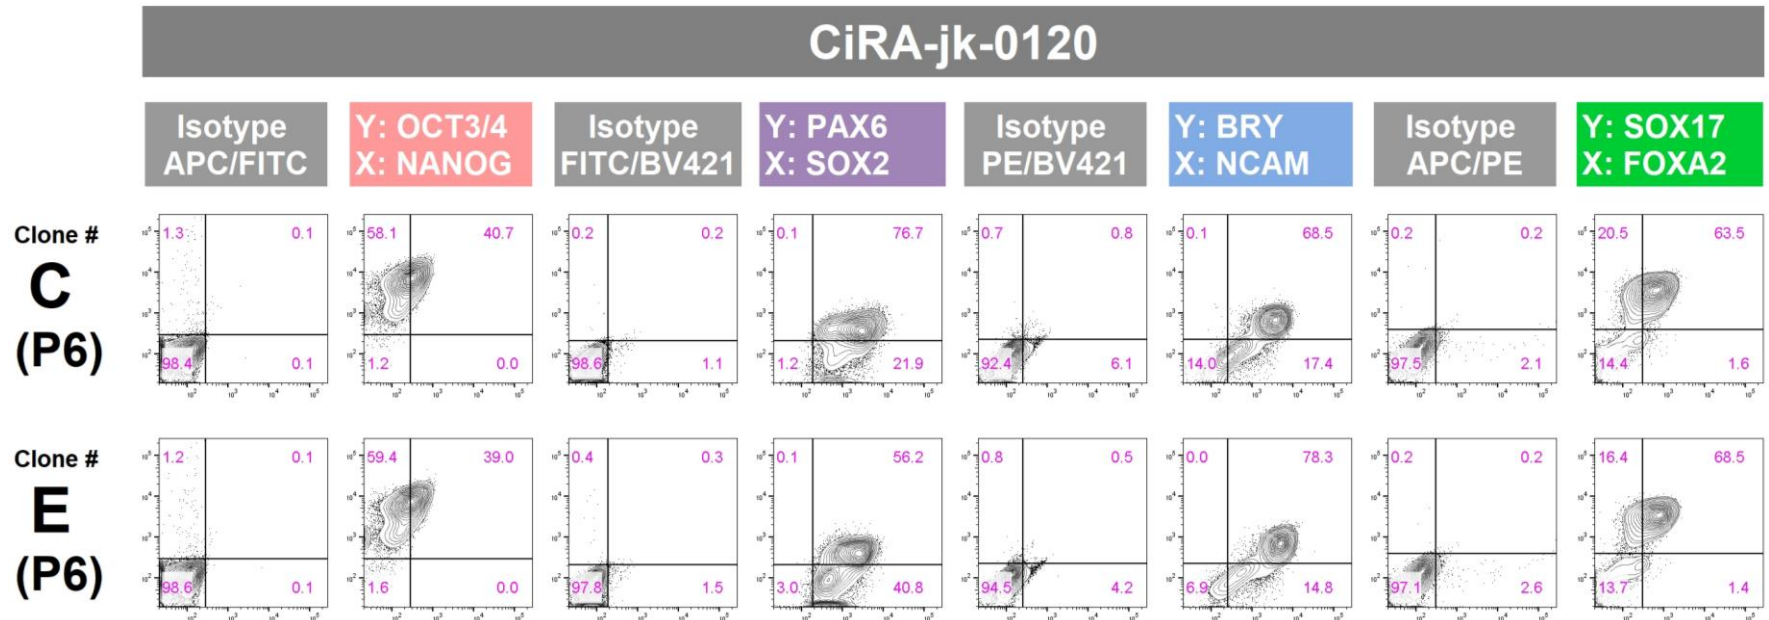 CiRA-jk-0120
Isotype
APC/FITC
Y: OCT3/4
X: NANOG
Isotype
FITC/BV421
Y: PAX6
X: SOX2
Isotype
PE/BV421
Y: BRY
X: NCAM
Isotype
APC/PE
Y: SOX17
X: FOXA2
Clone #
C
(P6)
1.3 0.1
98.4 0.1
58.1 40.7
1.2 0.0
0.2 0.2
98.6 1.1
0.1 76.7
1.2 21.9
0.7 0.8
92.4 6.1
0.1 68.5
14.0 17.4
0.2 0.2
97.5 2.1
20.5 63.5
14.4 1.6
Clone #
E
(P6)
1.2 0.1
98.6 0.1
59.4 39.0
1.6 0.0
0.4 0.3
97.8 1.5
0.1 56.2
3.0 40.8
0.8 0.5
94.5 4.2
0.0 78.3
6.9 14.8
0.2 0.2
97.1 2.6
16.4 68.5
13.7 1.4